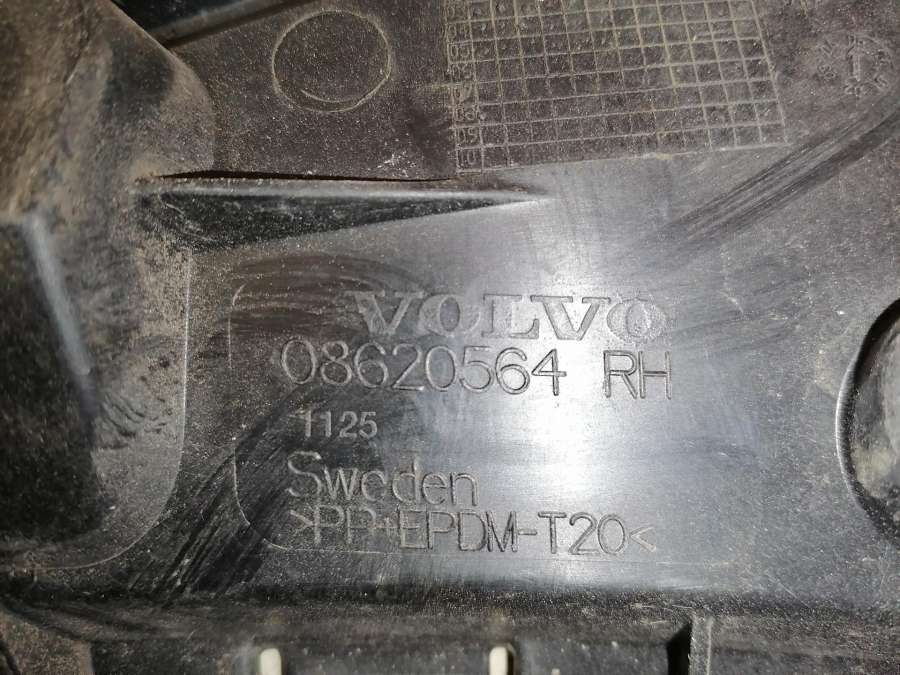 VOLVO
08620564 RH
1125
Sweden
>PP+EPDM-T20<